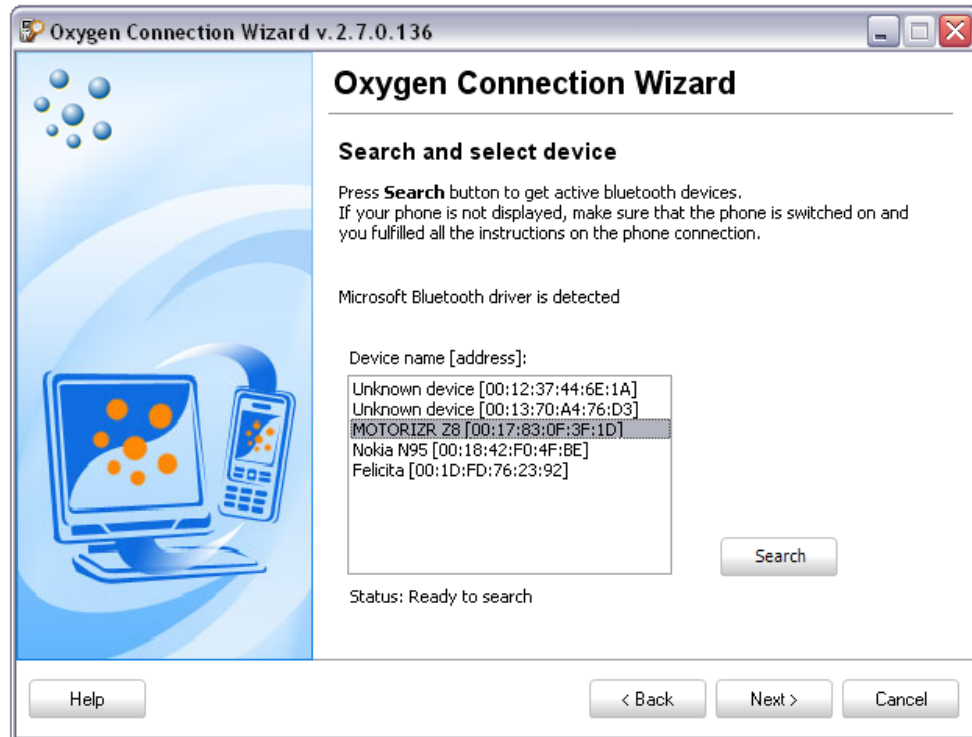 Oxygen Connection Wizard v.2.7.0.136
Oxygen Connection Wizard
Search and select device
Press Search button to get active bluetooth devices.
If your phone is not displayed, make sure that the phone is switched on and
you fulfilled all the instructions on the phone connection.
Microsoft Bluetooth driver is detected
Device name [address]:
Unknown device [00:12:37:44:6E:1A]
Unknown device [00:13:70:A4:76:D3]
MOTORIZR Z8 [00:17:83:0F:3F:1D]
Nokia N95 [00:18:42:F0:4F:BE]
Felicita [00:1D:FD:76:23:92]
Search
Status: Ready to search
Help
< Back
Next >
Cancel